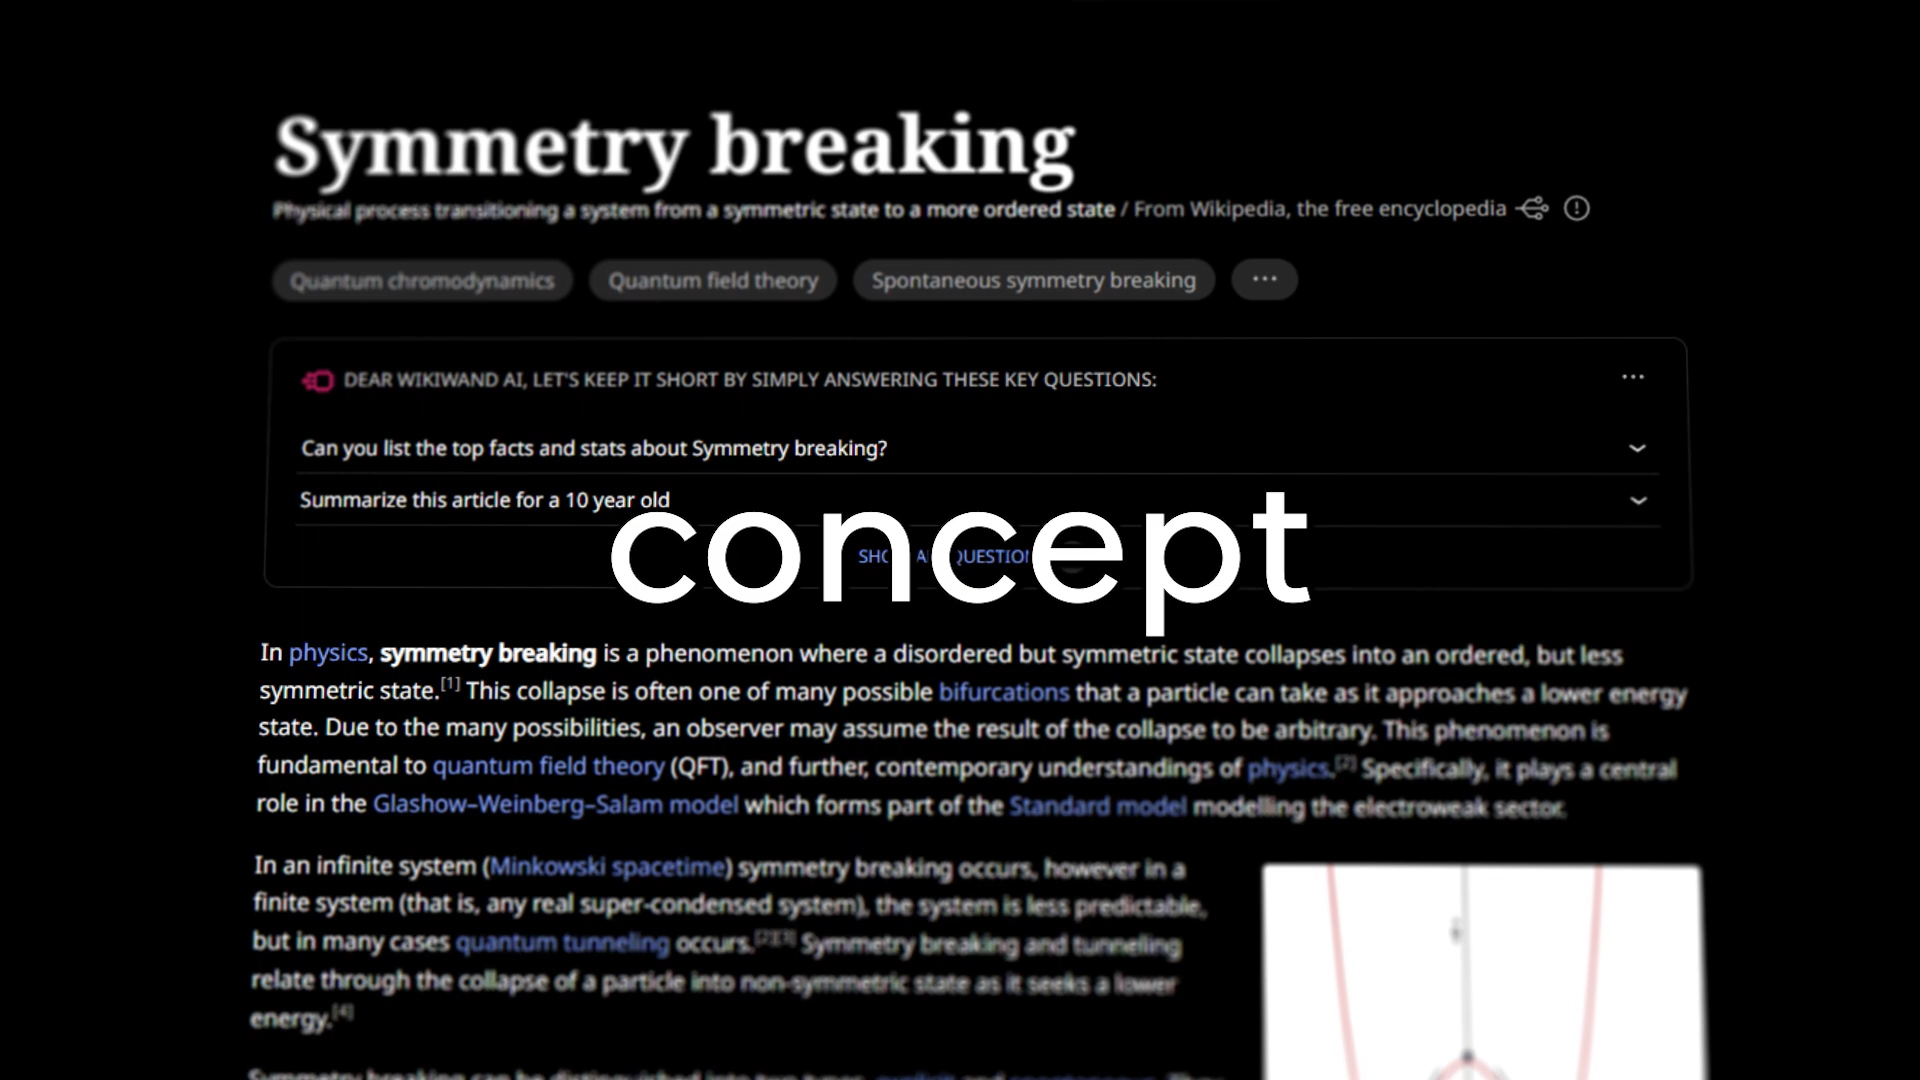 Symmetry breaking
Physical process transitioning a system from a symmetric state to a more ordered state / From Wikipedia, the free encyclopedia
Quantum chromodynamics
Quantum field theory
Spontaneous symmetry breaking
DEAR WIKIWAND AI, LET'S KEEP IT SHORT BY SIMPLY ANSWERING THESE KEY QUESTIONS:
Can you list the top facts and stats about Symmetry breaking?
Summarize this article for a 10 year old
concept
In physics, symmetry breaking is a phenomenon where a disordered but symmetric state collapses into an ordered, but less
symmetric state.[1] This collapse is often one of many possible bifurcations that a particle can take as it approaches a lower energy
state. Due to the many possibilities, an observer may assume the result of the collapse to be arbitrary. This phenomenon is
fundamental to quantum field theory (QFT), and further, contemporary understandings of physics.[2] Specifically, it plays a central
role in the Glashow–Weinberg–Salam model which forms part of the Standard model modelling the electroweak sector.
In an infinite system (Minkowski spacetime) symmetry breaking occurs, however in a
finite system (that is, any real super-condensed system), the system is less predictable,
but in many cases quantum tunneling occurs.[2][3] Symmetry breaking and tunneling
relate through the collapse of a particle into non-symmetric state as it seeks a lower
energy.[4]